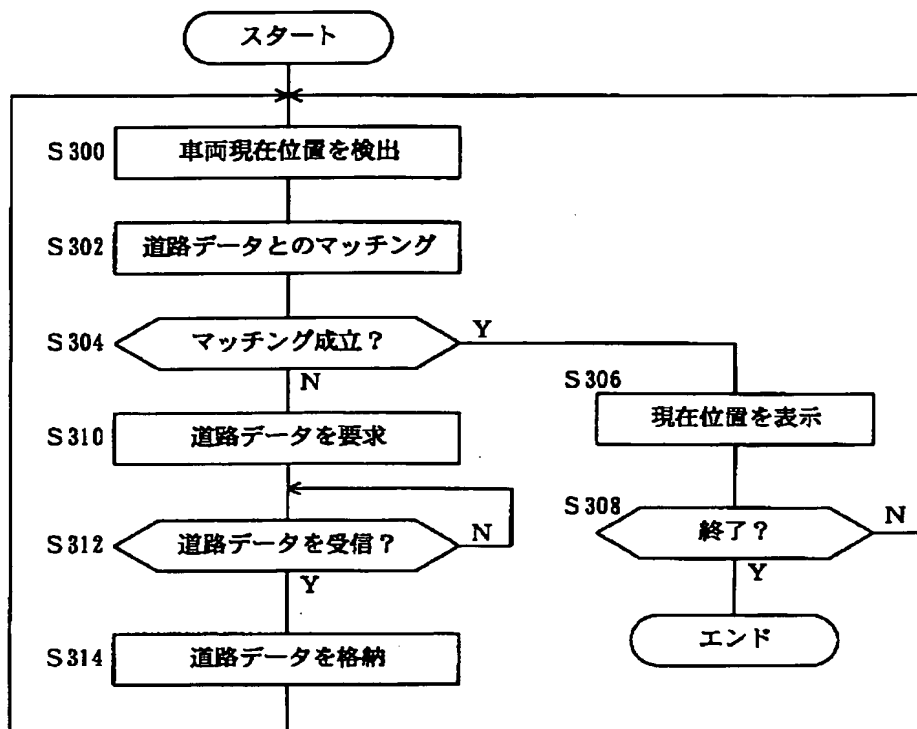 スタート
S300
車両現在位置を検出
S302
道路データとのマッチング
S304
マッチング成立？
Y
N
S306
現在位置を表示
S310
道路データを要求
S308
終了？
N
Y
S312
道路データを受信？
N
Y
エンド
S314
道路データを格納